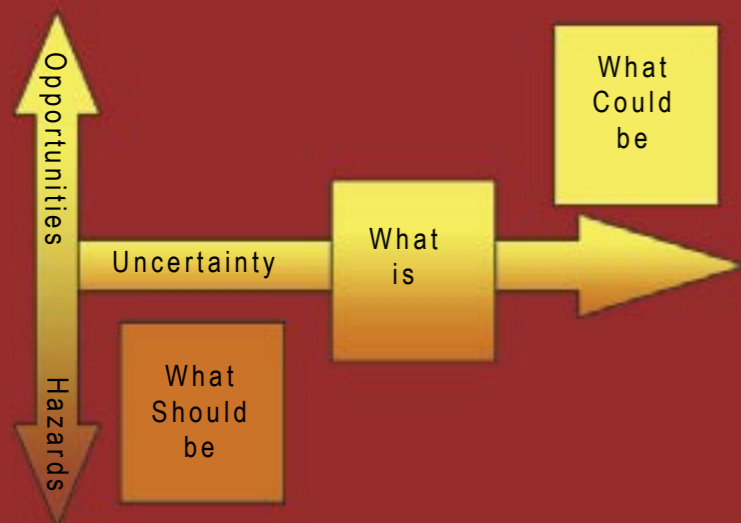 Opportunities
Hazards
Uncertainty
What
is
What
Could
be
What
Should
be